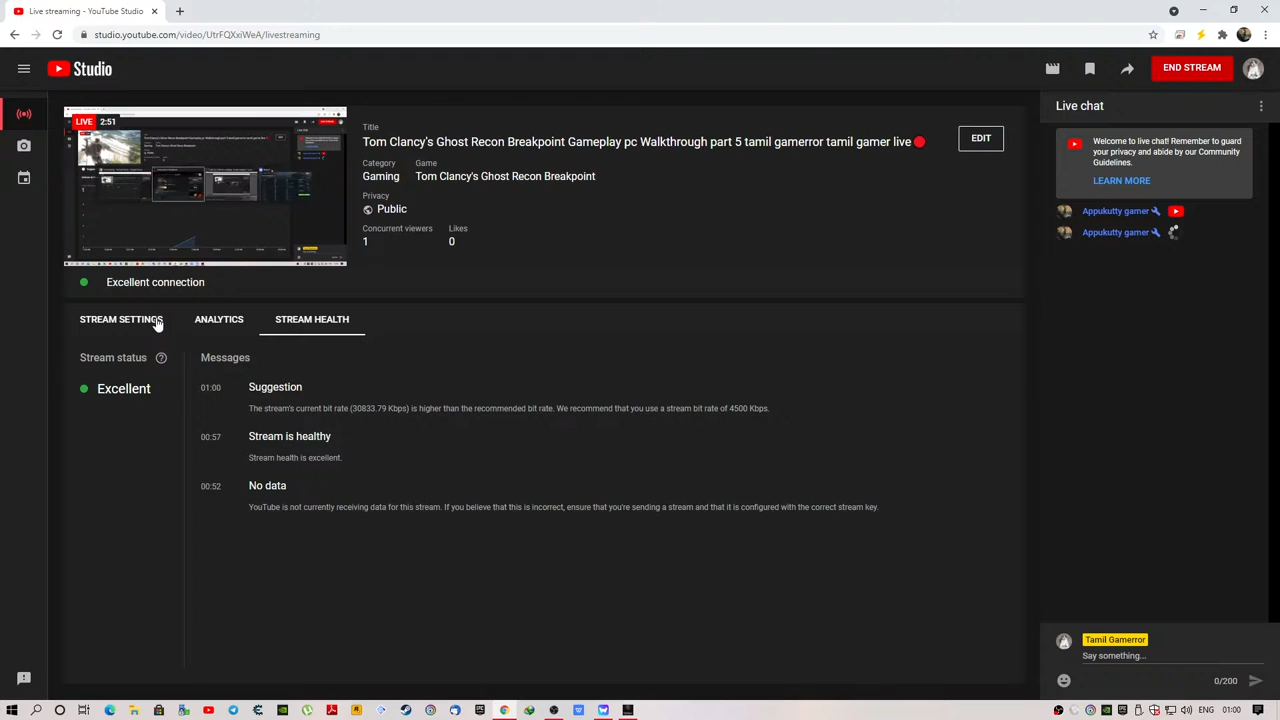 Live streaming - YouTube Studio
studio.youtube.com/video/UtrFQXxiWeA/livestreaming
Studio
END STREAM
LIVE 2:51
Title
Tom Clancy's Ghost Recon Breakpoint Gameplay pc Walkthrough part 5 tamil gamerror tamil gamer live
EDIT
Category Game
Gaming Tom Clancy's Ghost Recon Breakpoint
Privacy
Public
Concurrent viewers Likes
1 0
Excellent connection
STREAM SETTINGS ANALYTICS STREAM HEALTH
Stream status Messages
Excellent
01:00 Suggestion
The stream's current bit rate (30833.79 Kbps) is higher than the recommended bit rate. We recommend that you use a stream bit rate of 4500 Kbps.
00:57 Stream is healthy
Stream health is excellent.
00:52 No data
YouTube is not currently receiving data for this stream. If you believe that this is incorrect, ensure that you're sending a stream and that it is configured with the correct stream key.
Live chat
Welcome to live chat! Remember to guard
your privacy and abide by our Community
Guidelines.
LEARN MORE
Appukutty gamer
Appukutty gamer
Tamil Gamerror
Say something...
0/200
ENG 01:00